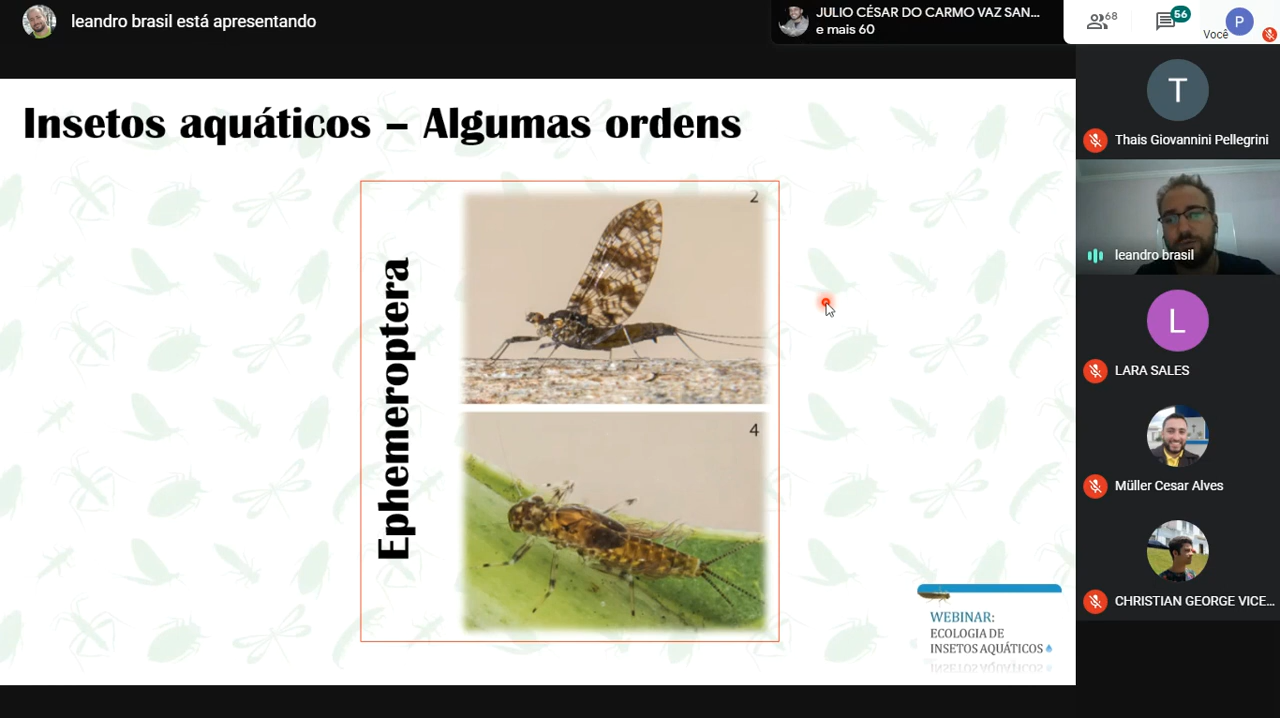 leandro brasil está apresentando
JULIO CÉSAR DO CARMO VAZ SAN...
e mais 60
68
56
Você
P
Insetos aquáticos – Algumas ordens
Ephemeroptera
2
4
WEBINAR:
ECOLOGIA DE
INSETOS AQUÁTICOS
T
Thais Giovannini Pellegrini
leandro brasil
L
LARA SALES
Müller Cesar Alves
CHRISTIAN GEORGE VICE...